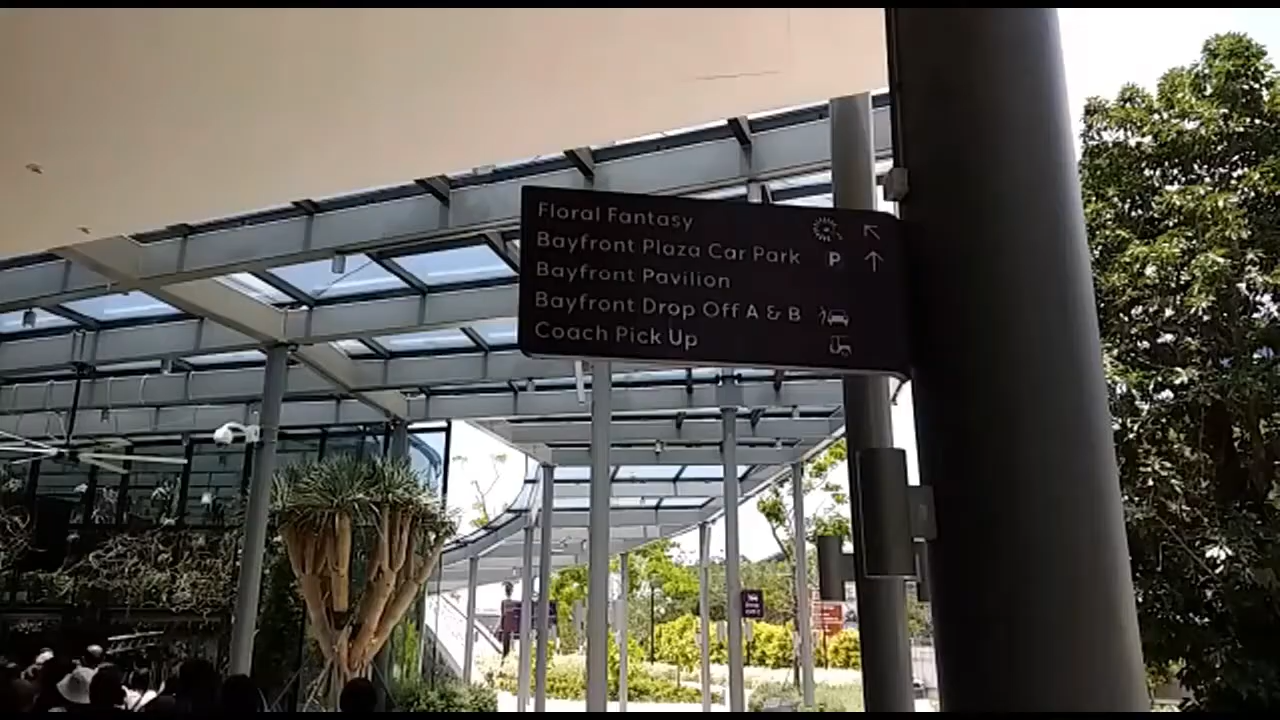 Floral Fantasy
Bayfront Plaza Car Park P
Bayfront Pavilion
Bayfront Drop Off A & B
Coach Pick Up